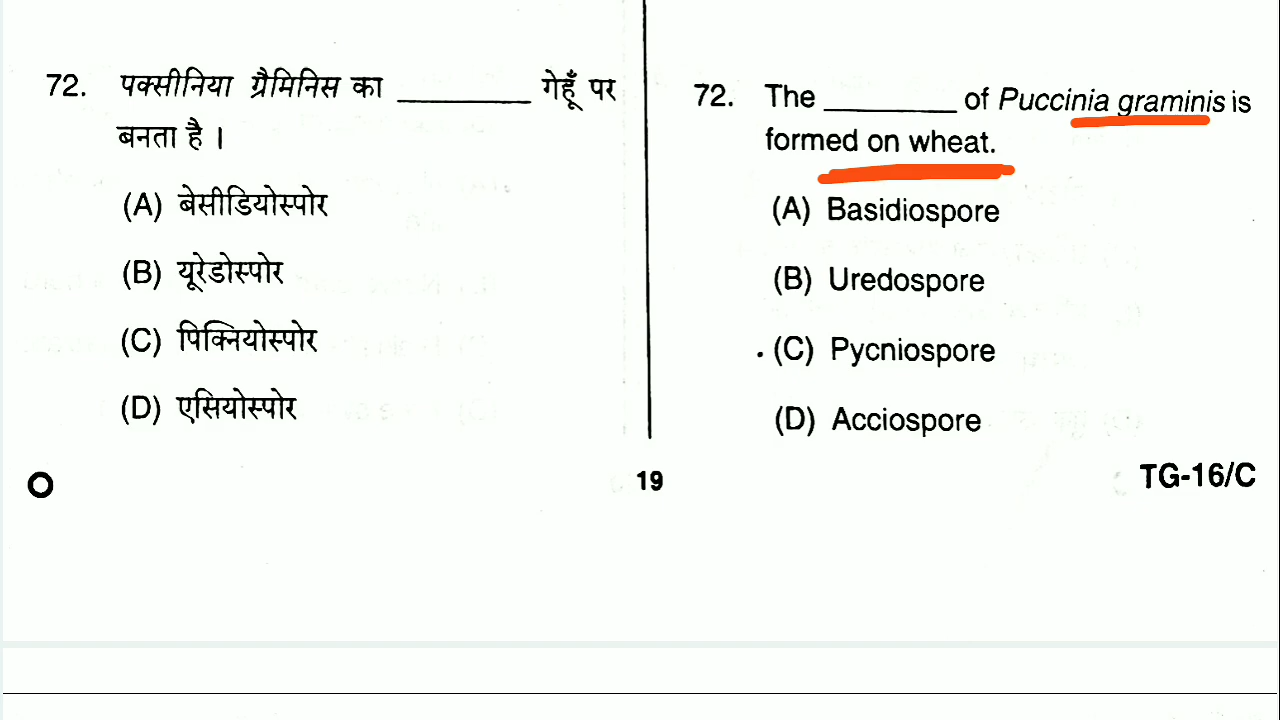 72. पक्सीनिया ग्रैमिनिस का ________ गेहूँ पर
बनता है ।
(A) बेसीडियोस्पोर
(B) यूरेडोस्पोर
(C) पिक्नियोस्पोर
(D) एसियोस्पोर
72. The ________ of Puccinia graminis is
formed on wheat.
(A) Basidiospore
(B) Uredospore
(C) Pycniospore
(D) Acciospore
19
TG-16/C